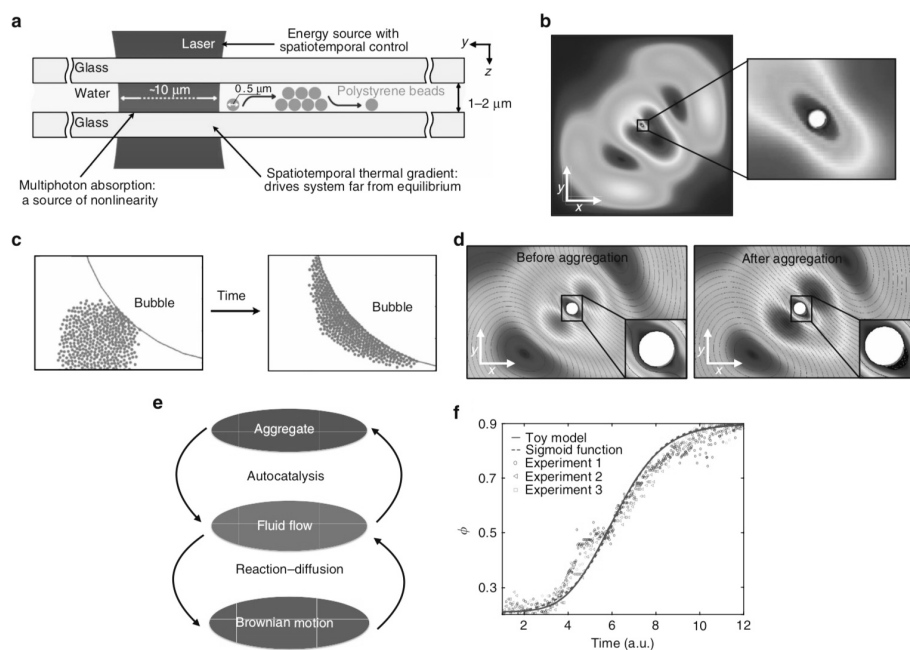 a
Laser
Energy source with
spatiotemporal control
y
z
Glass
Water
~10 μm
0.5 μm
Polystyrene beads
1–2 μm
Glass
Multiphoton absorption:
a source of nonlinearity
Spatiotemporal thermal gradient:
drives system far from equilibrium
b
y
x
c
Bubble
Time
Bubble
d
Before aggregation
y
x
After aggregation
y
x
e
Aggregate
Autocatalysis
Fluid flow
Reaction–diffusion
Brownian motion
f
0.9
0.7
0.5
0.3
ϕ
Toy model
Sigmoid function
Experiment 1
Experiment 2
Experiment 3
2 4 6 8 10 12
Time (a.u.)